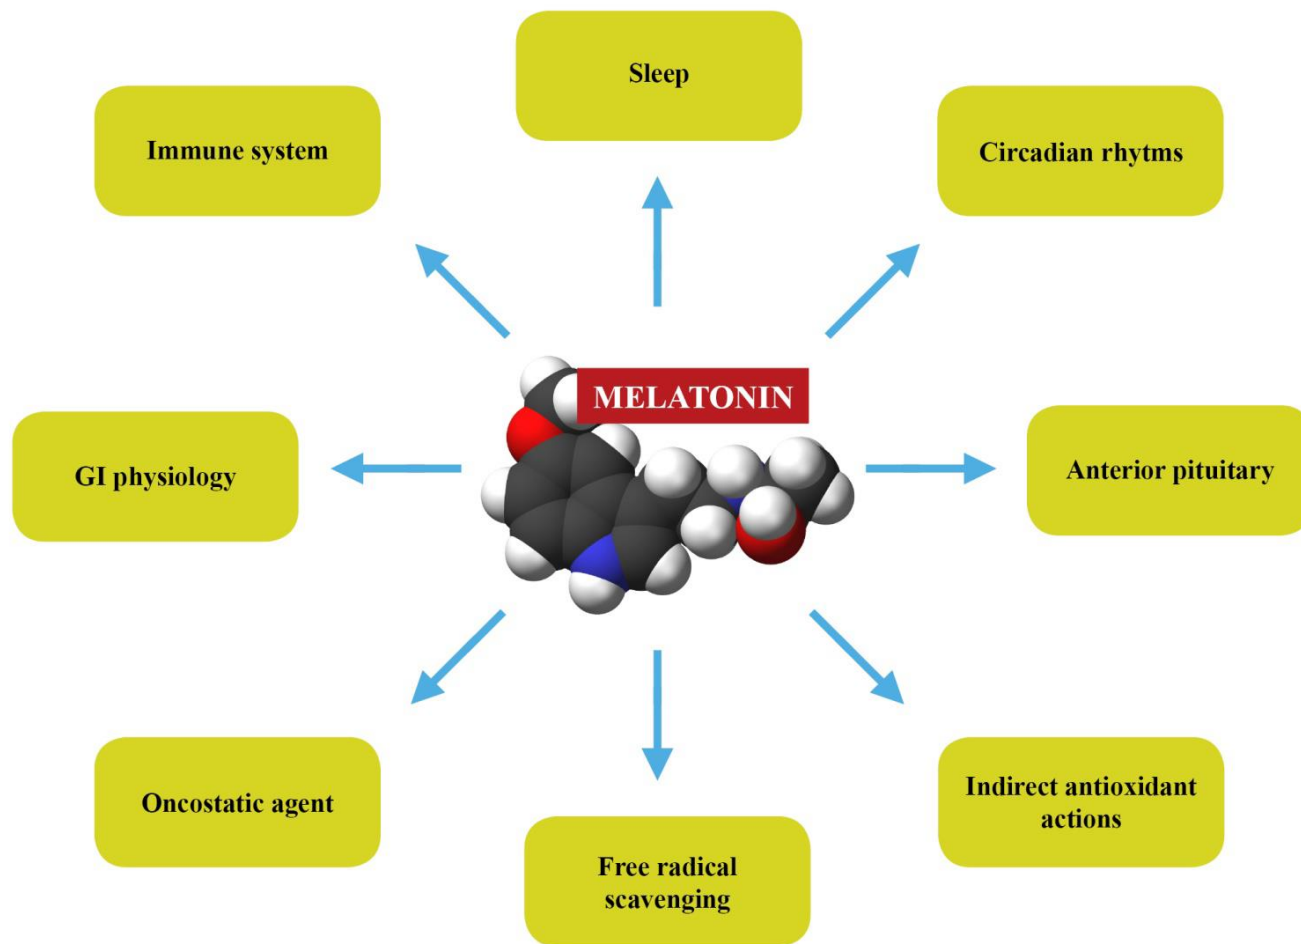 Sleep
Immune system
Circadian rhytms
MELATONIN
GI physiology
Anterior pituitary
Oncostatic agent
Indirect antioxidant
actions
Free radical
scavenging